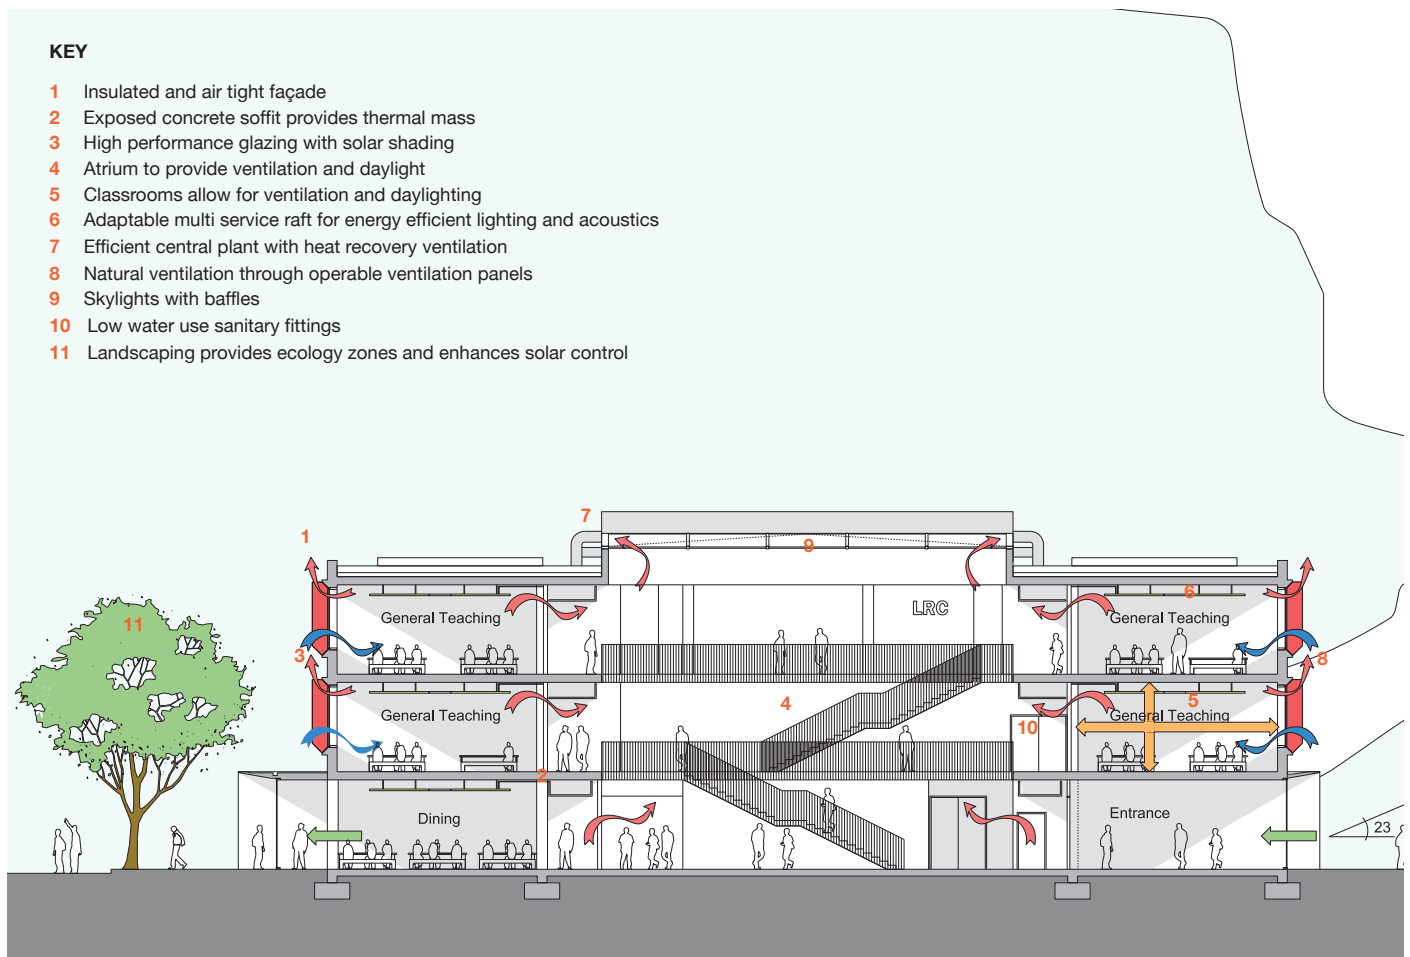 KEY
1 Insulated and air tight façade
2 Exposed concrete soffit provides thermal mass
3 High performance glazing with solar shading
4 Atrium to provide ventilation and daylight
5 Classrooms allow for ventilation and daylighting
6 Adaptable multi service raft for energy efficient lighting and acoustics
7 Efficient central plant with heat recovery ventilation
8 Natural ventilation through operable ventilation panels
9 Skylights with baffles
10 Low water use sanitary fittings
11 Landscaping provides ecology zones and enhances solar control
7
1
9
6
General Teaching
LRC
General Teaching
11
3
8
4
5
General Teaching
10
General Teaching
2
Dining
Entrance
23